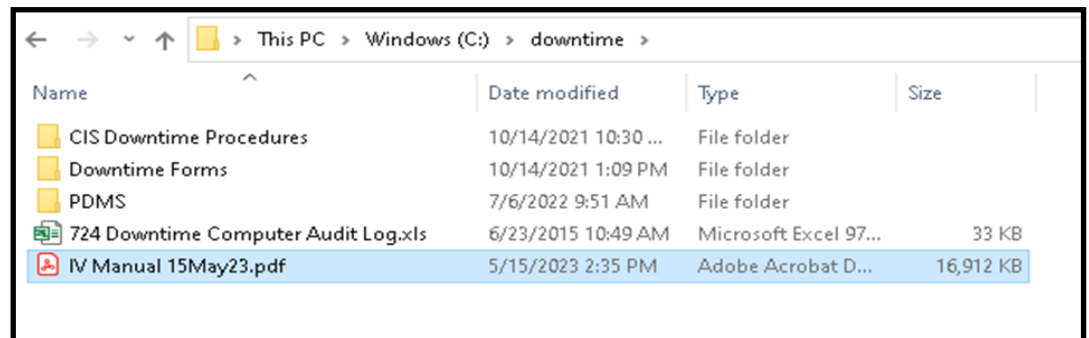 This PC > Windows (C:) > downtime >
Name Date modified Type Size
CIS Downtime Procedures 10/14/2021 10:30 ... File folder
Downtime Forms 10/14/2021 1:09 PM File folder
PDMS 7/6/2022 9:51 AM File folder
724 Downtime Computer Audit Log.xls 6/23/2015 10:49 AM Microsoft Excel 97... 33 KB
IV Manual 15May23.pdf 5/15/2023 2:35 PM Adobe Acrobat D... 16,912 KB